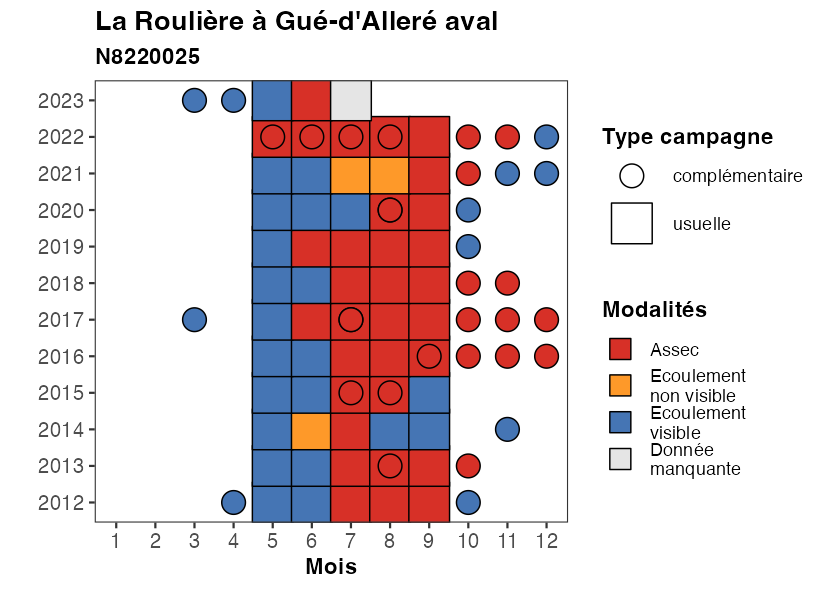 La Roulière à Gué-d'Alleré aval
N8220025
2023
2022
2021
2020
2019
2018
2017
2016
2015
2014
2013
2012
1 2 3 4 5 6 7 8 9 10 11 12
Mois
Type campagne
complémentaire
usuelle
Modalités
Assec
Ecoulement
non visible
Ecoulement
visible
Donnée
manquante